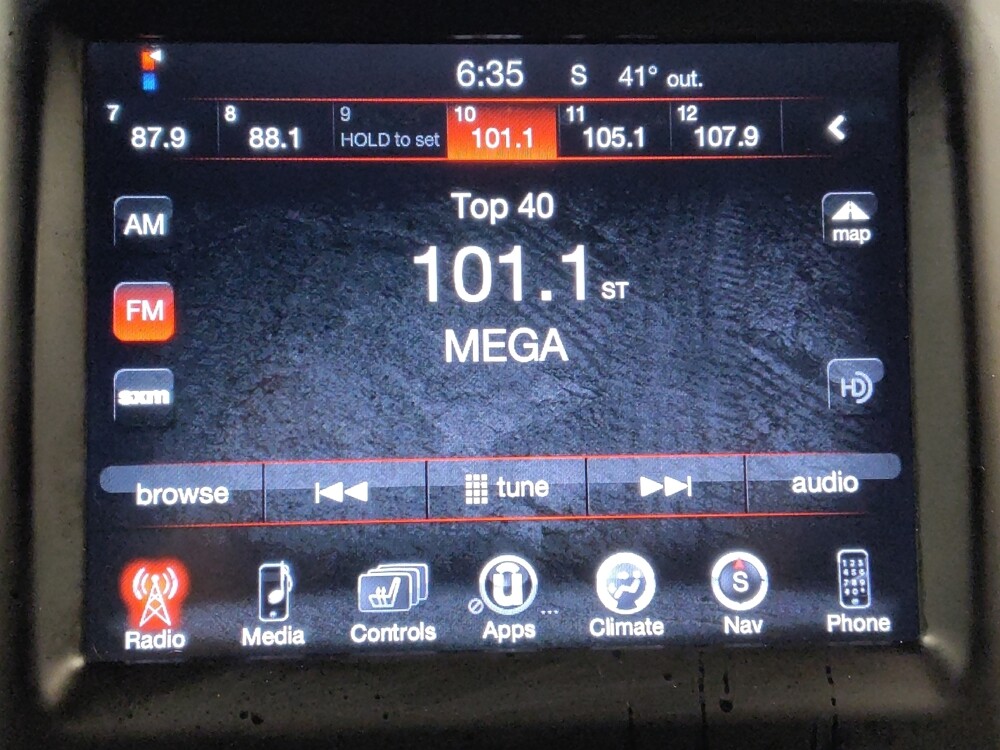 6:35 S 41° out.
7 8 9 10 11 12
87.9 88.1 HOLD to set 101.1 105.1 107.9
Top 40
AM
map
101.1 ST
FM
MEGA
HD
sxm
browse tune audio
Radio Media Controls Apps Climate Nav Phone
S